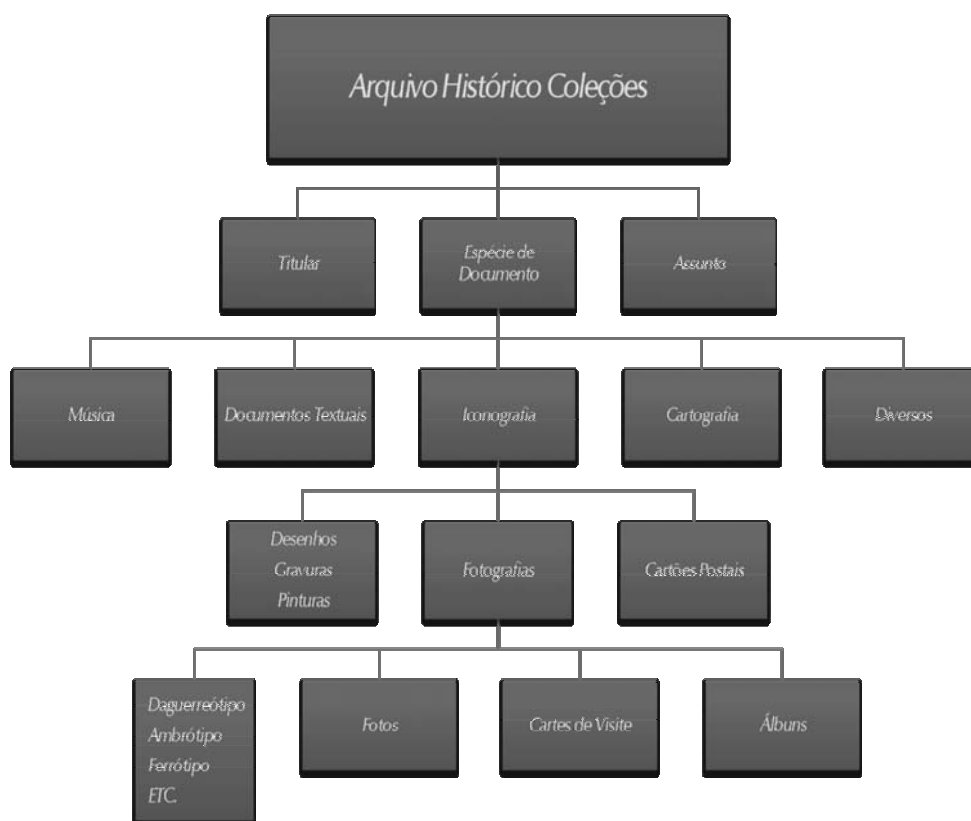 Arquivo Histórico Coleções
Titular
Espécie de
Documento
Assunto
Música
Documentos Textuais
Iconografia
Cartografia
Diversos
Desenhos
Gravuras
Pinturas
Fotografias
Cartões Postais
Daguerreótipo
Ambrótipo
Ferrótipo
ETC.
Fotos
Cartes de Visite
Álbuns